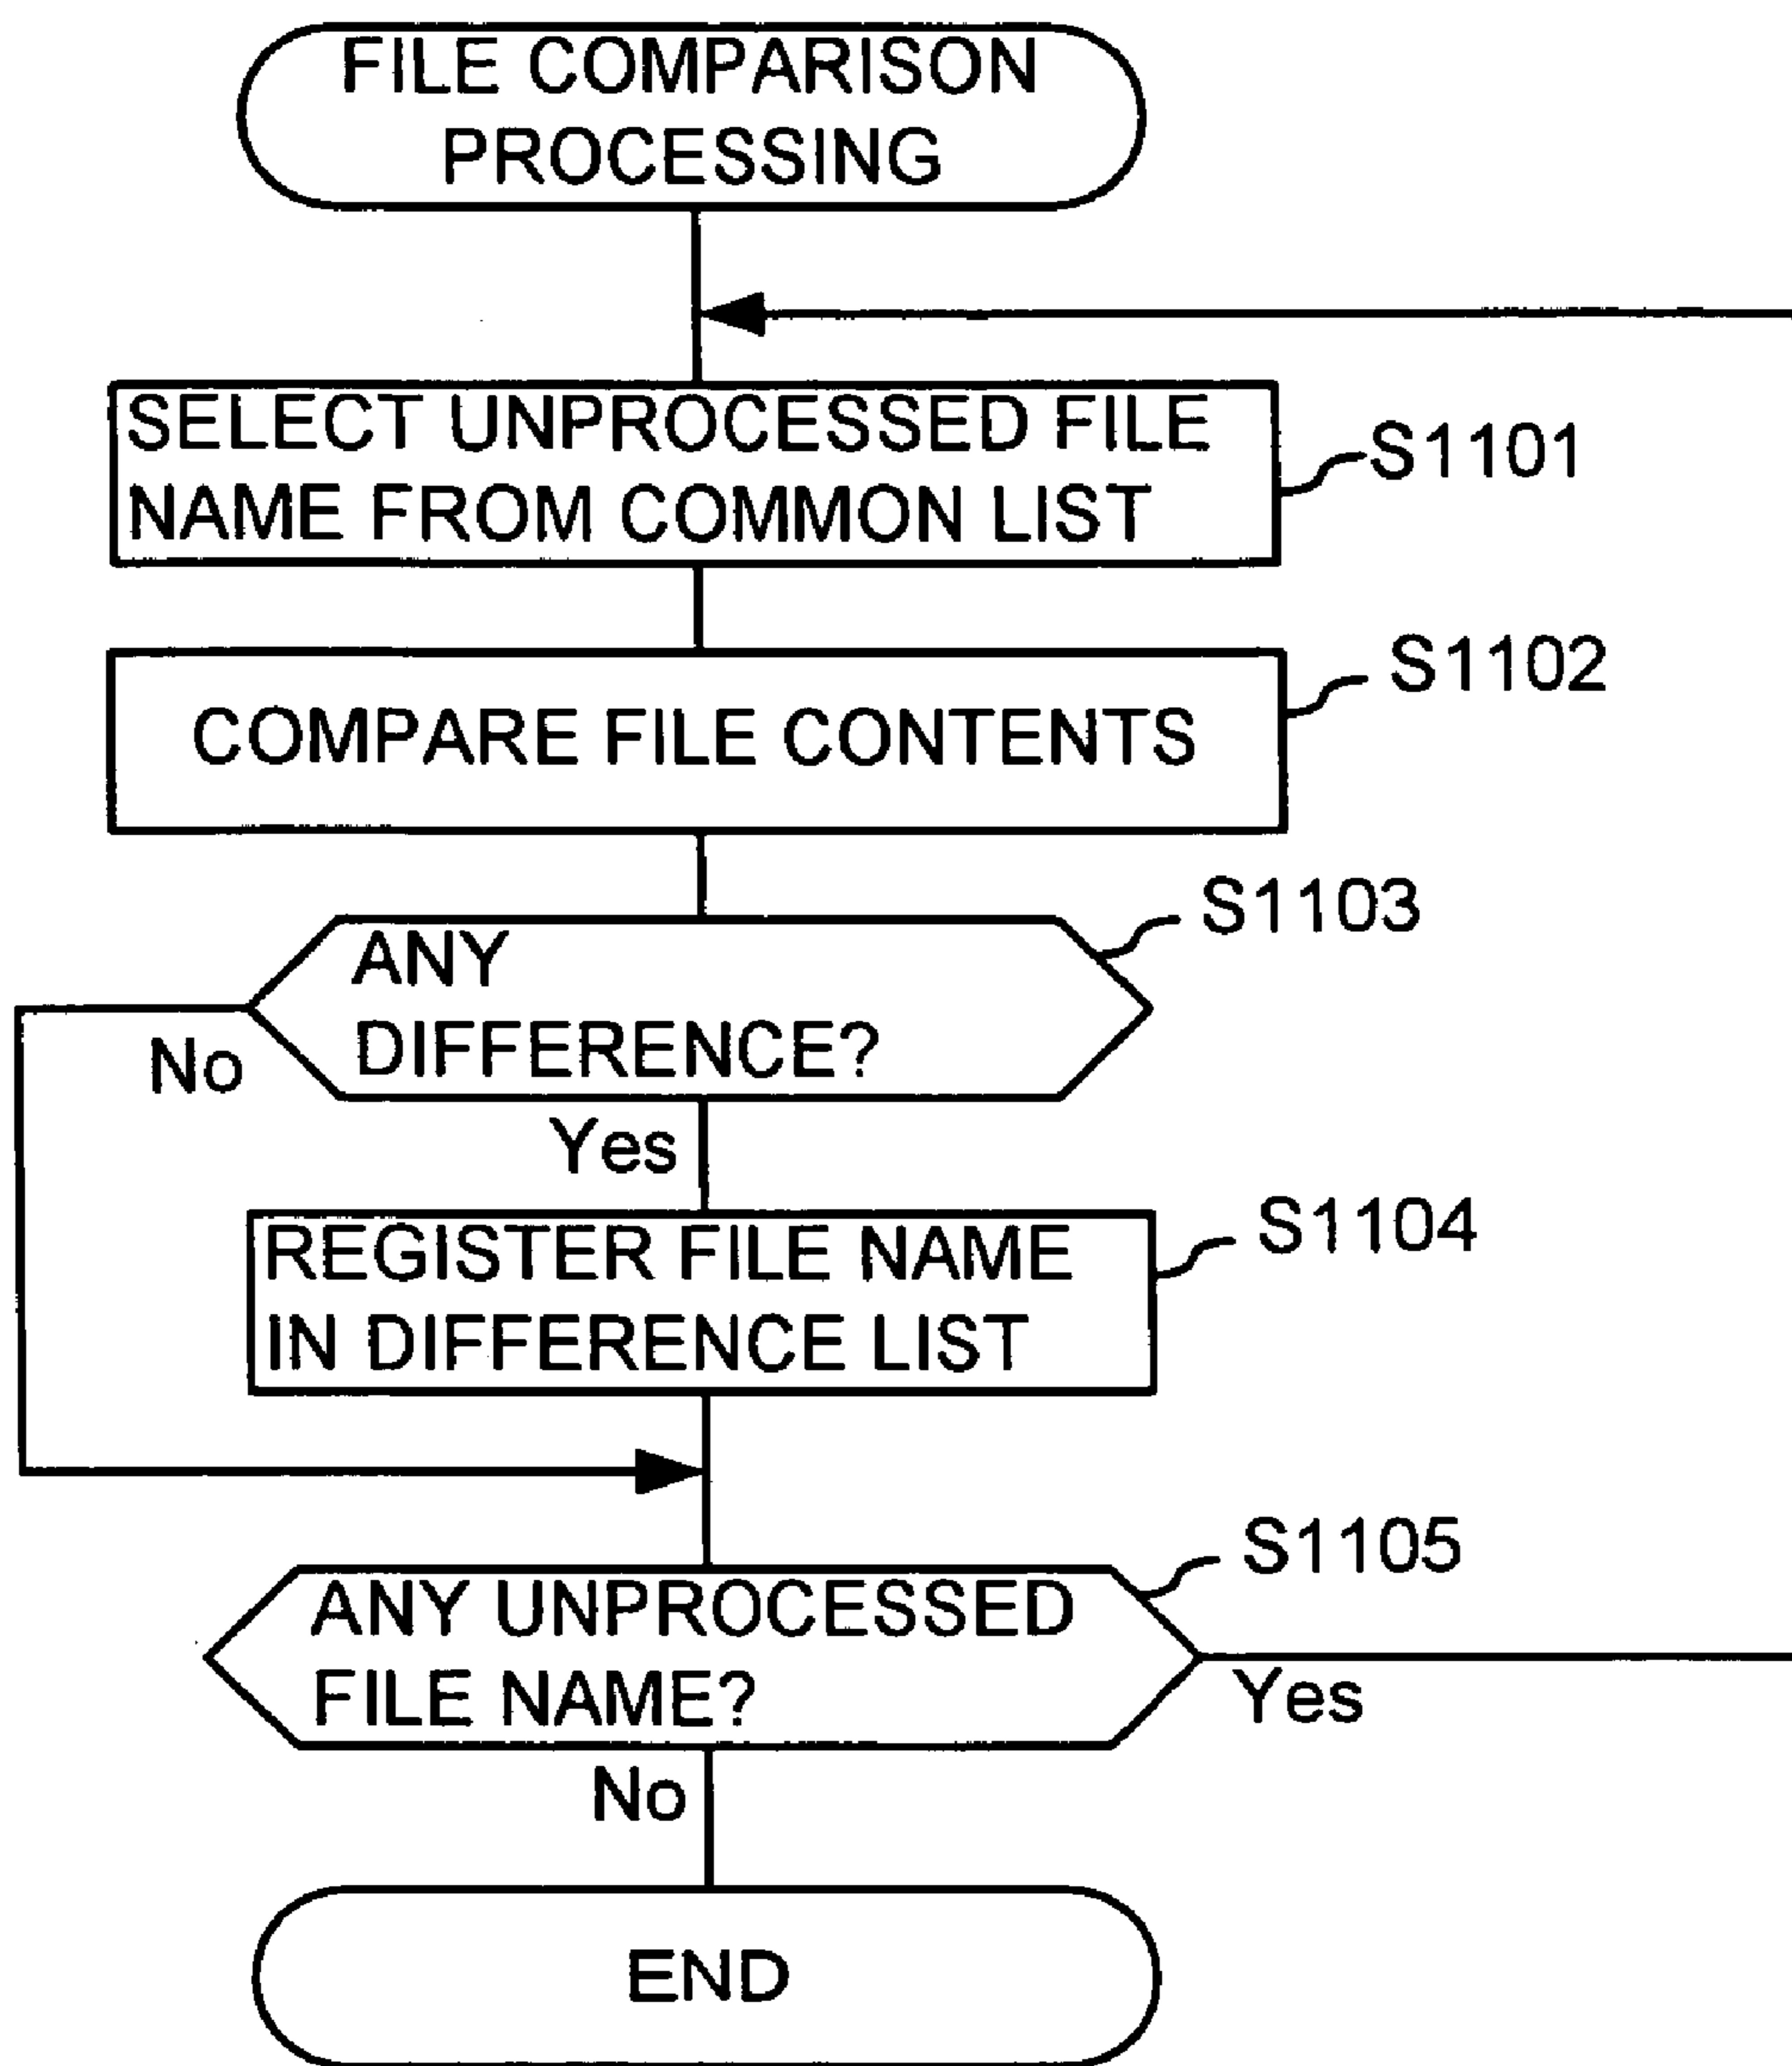 FILE COMPARISON
PROCESSING
SELECT UNPROCESSED FILE
NAME FROM COMMON LIST
S1101
COMPARE FILE CONTENTS
S1102
ANY
DIFFERENCE?
S1103
No
Yes
REGISTER FILE NAME
IN DIFFERENCE LIST
S1104
ANY UNPROCESSED
FILE NAME?
S1105
Yes
No
END